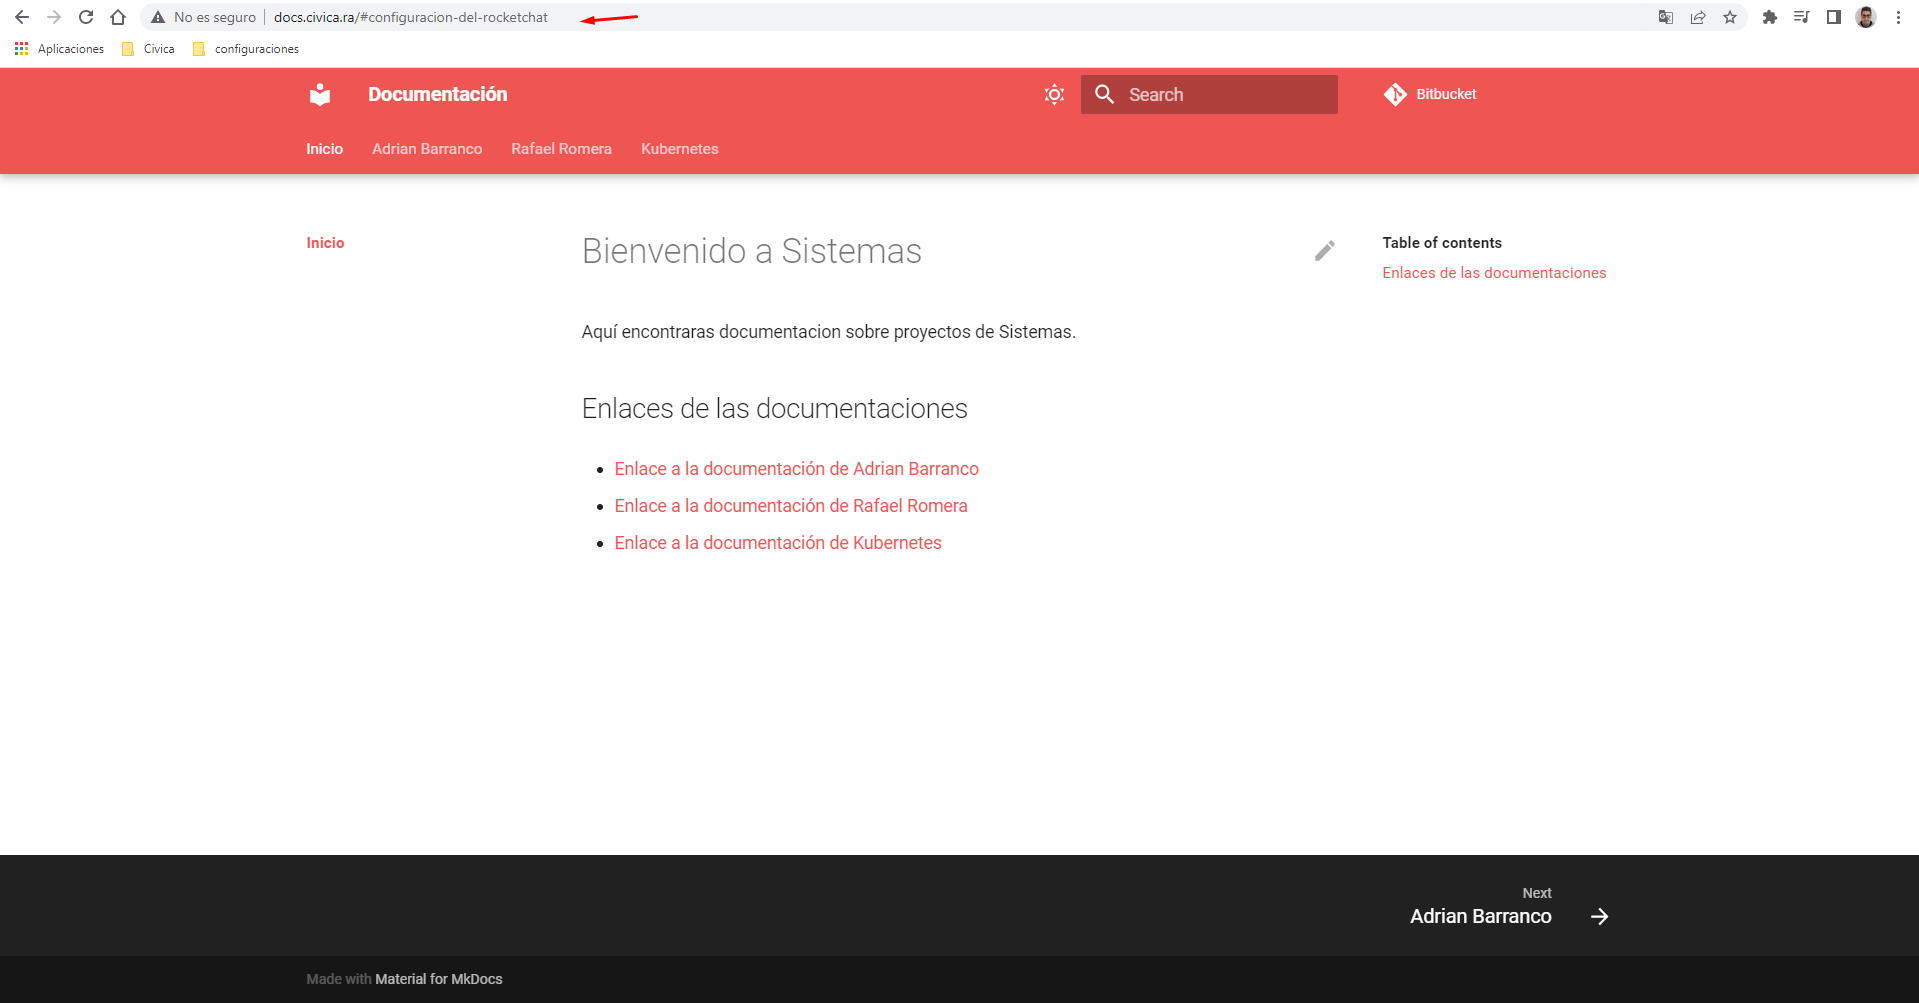 No es seguro docs.civica.ra/#configuracion-del-rocketchat
Aplicaciones Civica configuraciones
Documentación Search Bitbucket
Inicio Adrian Barranco Rafael Romera Kubernetes
Inicio
Bienvenido a Sistemas
Table of contents
Enlaces de las documentaciones
Aquí encontraras documentacion sobre proyectos de Sistemas.
Enlaces de las documentaciones
Enlace a la documentación de Adrian Barranco
Enlace a la documentación de Rafael Romera
Enlace a la documentación de Kubernetes
Next
Adrian Barranco
Made with Material for MkDocs